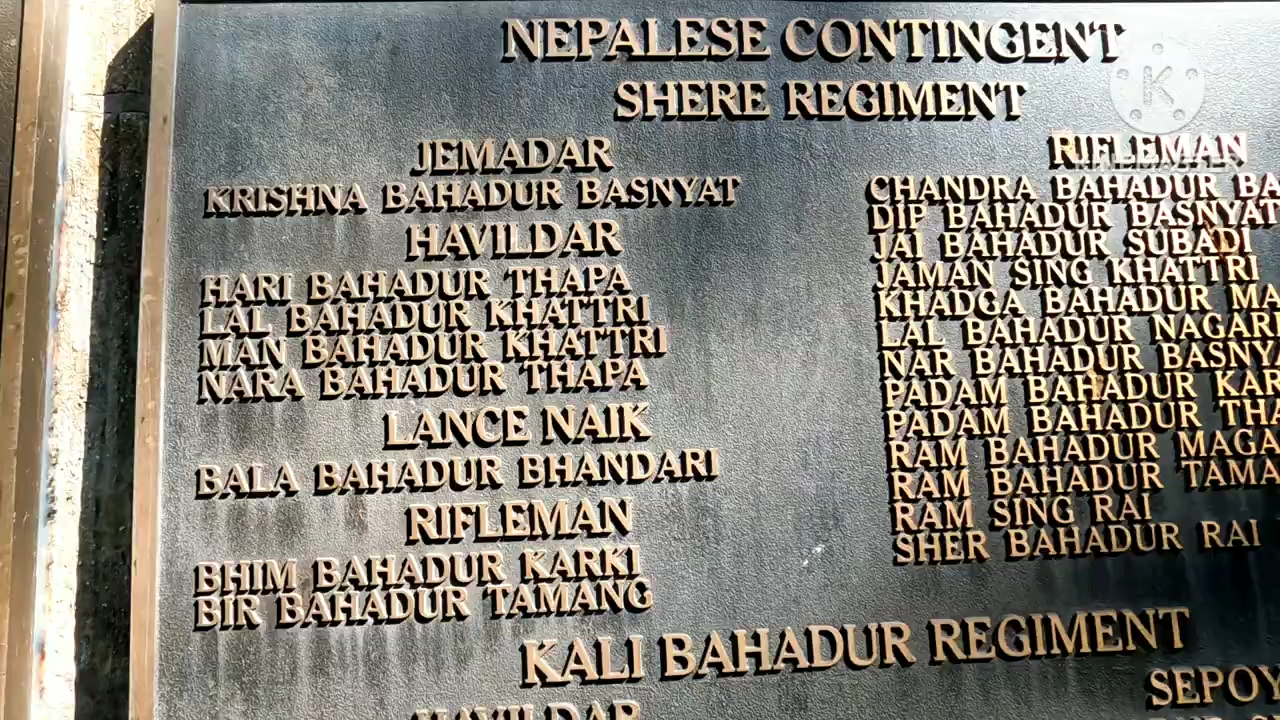 NEPALESE CONTINGENT
SHERE REGIMENT
JEMADAR
KRISHNA BAHADUR BASNYAT
HAVILDAR
HARI BAHADUR THAPA
LAL BAHADUR KHATTRI
MAN BAHADUR KHATTRI
NARA BAHADUR THAPA
LANCE NAIK
BALA BAHADUR BHANDARI
RIFLEMAN
BHIM BAHADUR KARKI
BIR BAHADUR TAMANG
RIFLEMAN
CHANDRA BAHADUR BA
DIP BAHADUR BASNYAT
JAI BAHADUR SUBADI
JAMAN SING KHATTRI
KHADGA BAHADUR MA
LAL BAHADUR NAGARI
NAR BAHADUR BASNYA
PADAM BAHADUR KAR
PADAM BAHADUR THA
RAM BAHADUR MAGA
RAM BAHADUR TAMA
RAM SING RAI
SHER BAHADUR RAI
KALI BAHADUR REGIMENT
HAVILDAR
SEPOY
K